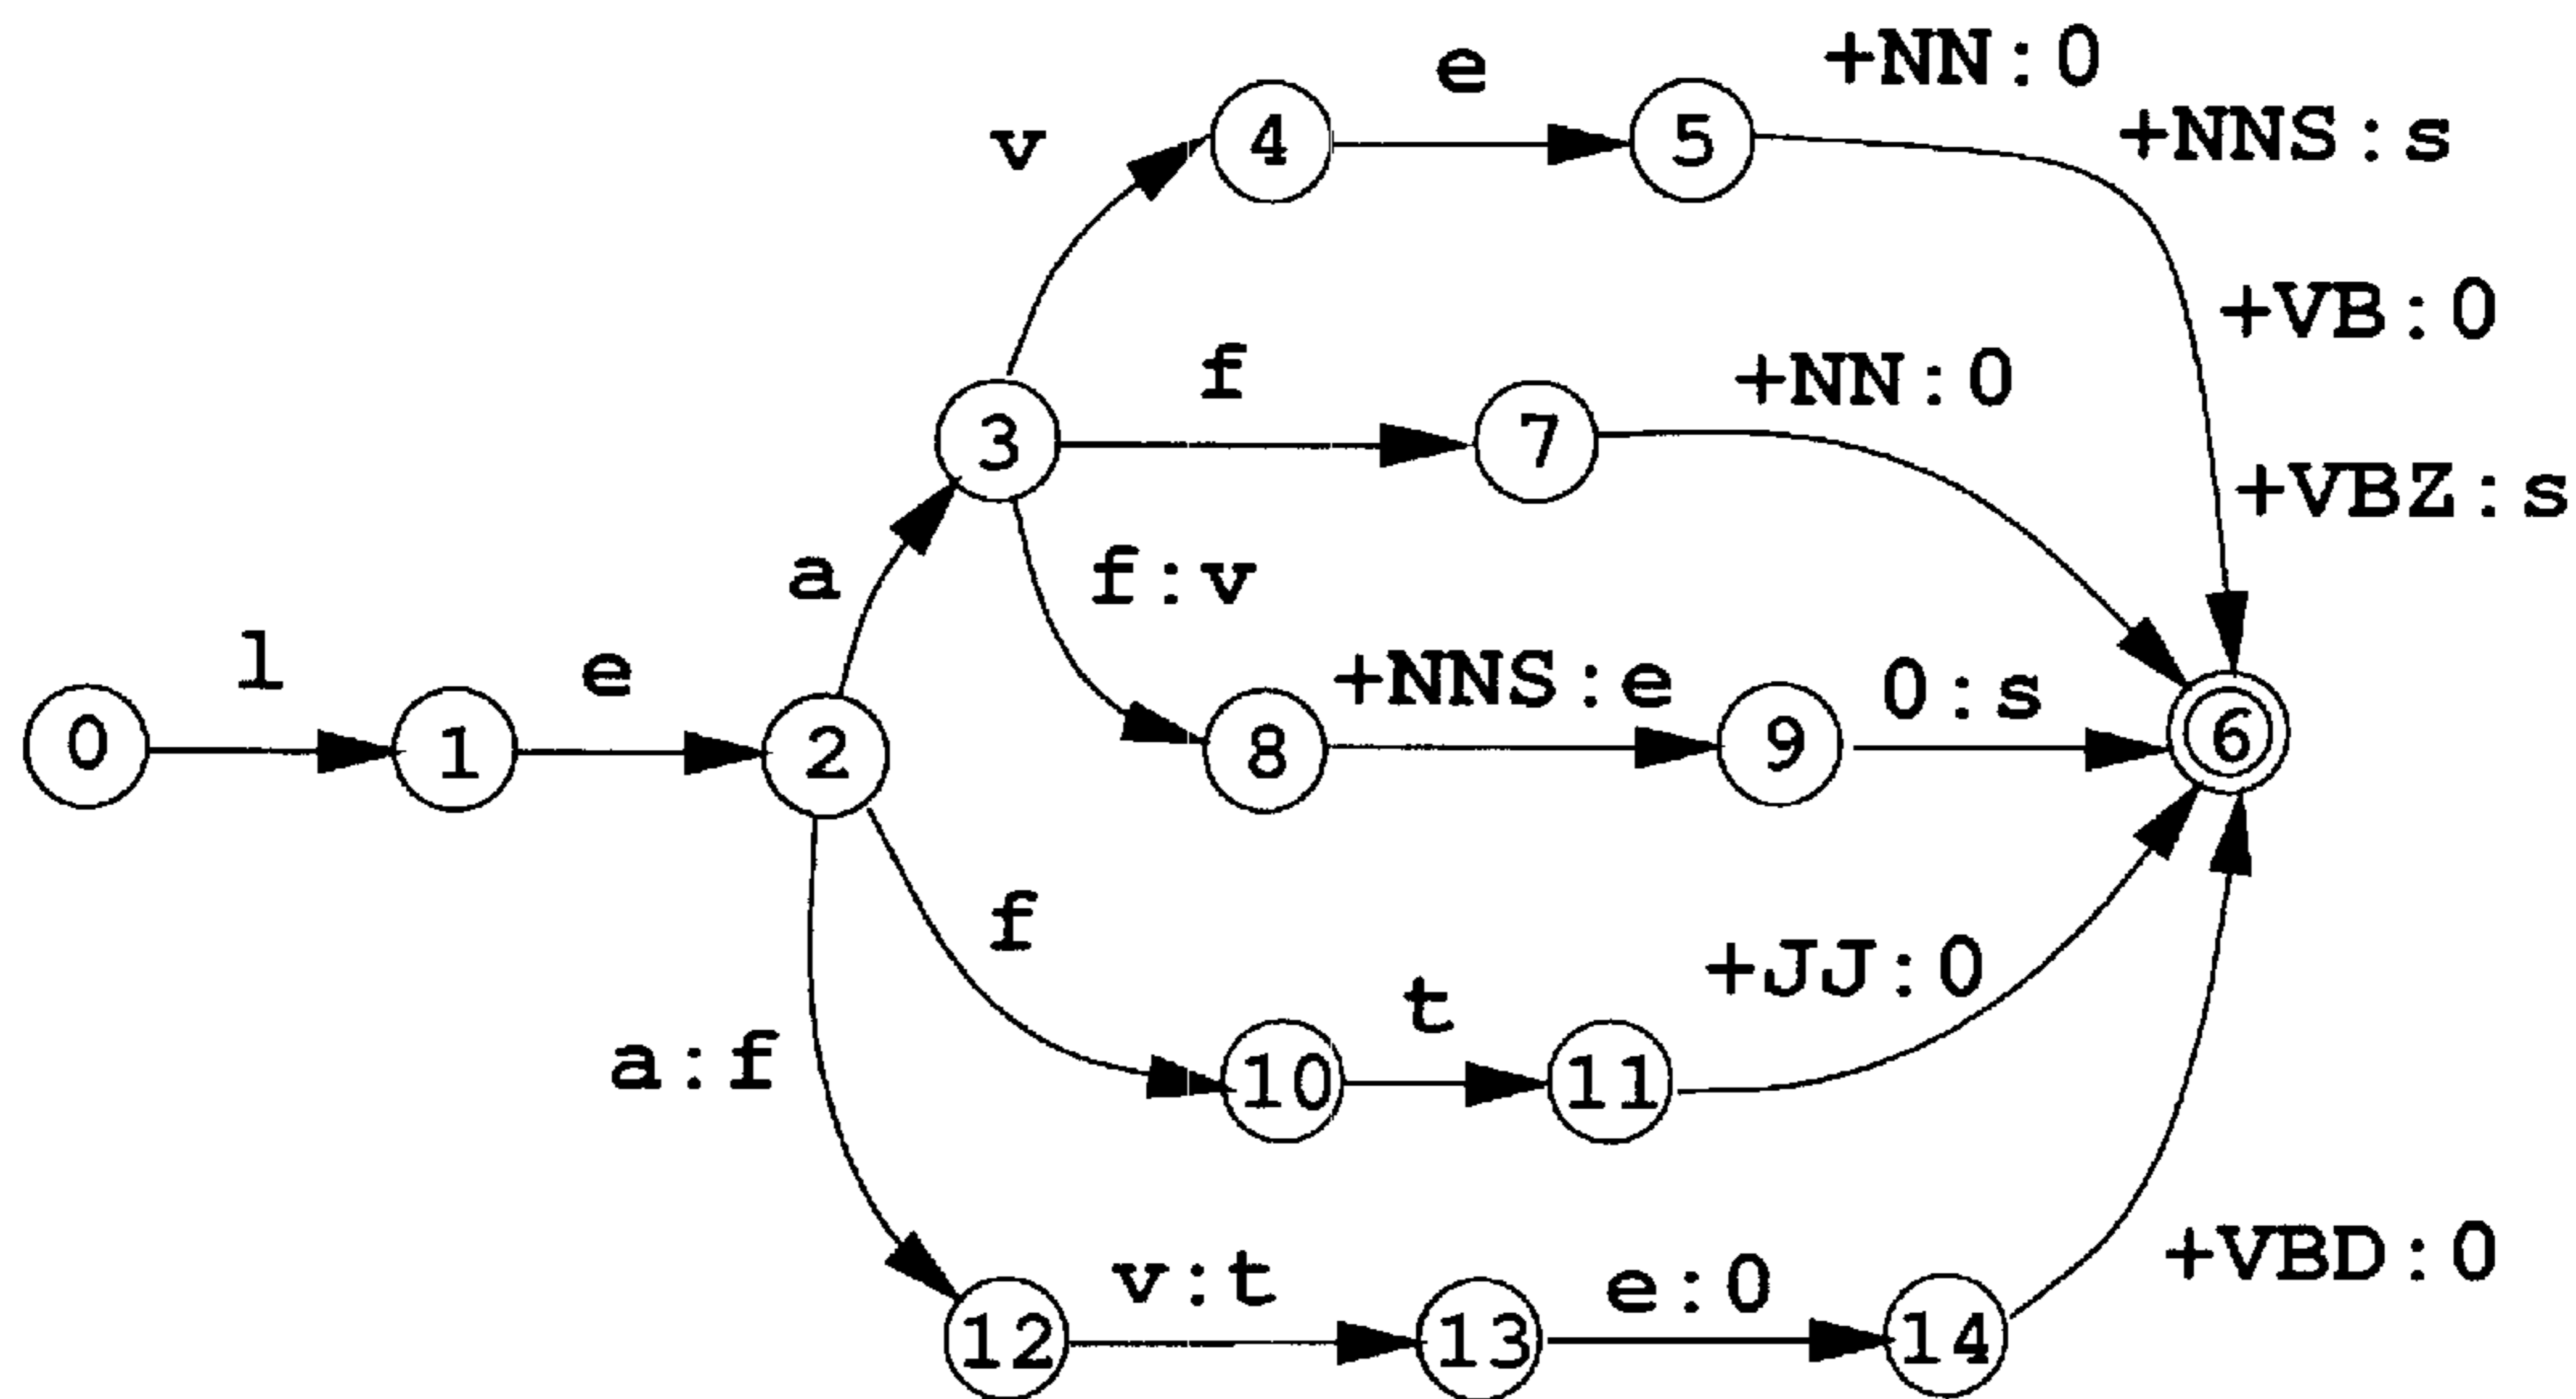 +NN:0
e
+NNS:s
v
4
5
+VB:0
f
+NN:0
3
7
+VBZ:s
a
f:v
l
e
+NNS:e
0:s
0
1
2
8
9
6
f
+JJ:0
t
a:f
10
11
v:t
e:0
+VBD:0
12
13
14